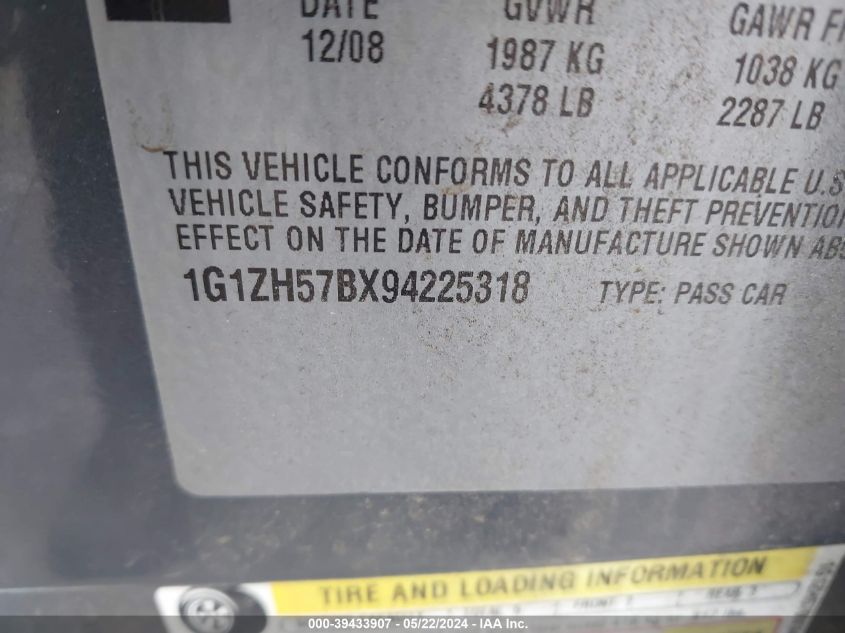 DATE GVWR GAWR
12/08 1987 KG 1038 KG
4378 LB 2287 LB
THIS VEHICLE CONFORMS TO ALL APPLICABLE U.S
VEHICLE SAFETY, BUMPER, AND THEFT PREVENTION
EFFECT ON THE DATE OF MANUFACTURE SHOWN ABO
1G1ZH57BX94225318 TYPE: PASS CAR
TIRE AND LOADING INFORMATION
000-39433907 - 05/22/2024 - IAA Inc.